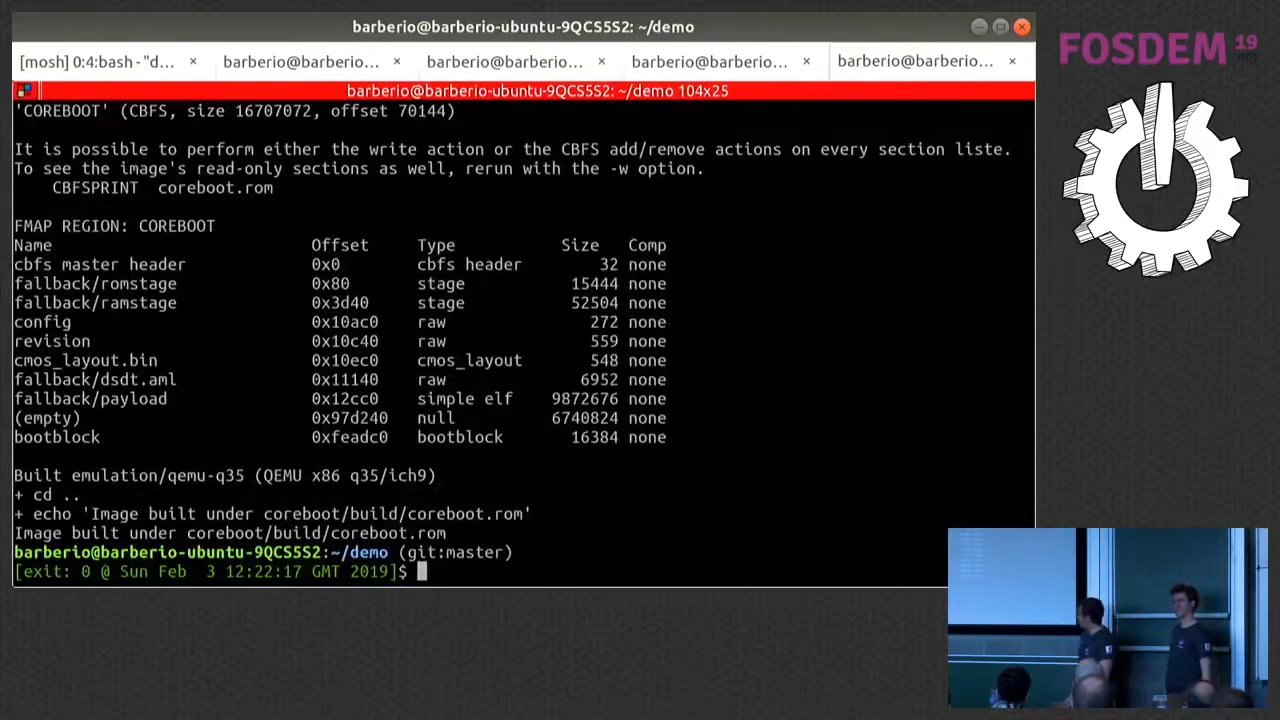 barberio@barberio-ubuntu-9QCS5S2: ~/demo
[mosh] 0:4:bash - "d... × barberio@barberio... × barberio@barberio... × barberio@barberio... × barberio@barberio... ×
barberio@barberio-ubuntu-9QCS5S2: ~/demo 104x25
'COREBOOT' (CBFS, size 16707072, offset 70144)
It is possible to perform either the write action or the CBFS add/remove actions on every section liste.
To see the image's read-only sections as well, rerun with the -w option.
CBFSPRINT coreboot.rom
FMAP REGION: COREBOOT
Name Offset Type Size Comp
cbfs master header 0x0 cbfs header 32 none
fallback/romstage 0x80 stage 15444 none
fallback/ramstage 0x3d40 stage 52504 none
config 0x10ac0 raw 272 none
revision 0x10c40 raw 559 none
cmos_layout.bin 0x10ec0 cmos_layout 548 none
fallback/dsdt.aml 0x11140 raw 6952 none
fallback/payload 0x12cc0 simple elf 9872676 none
(empty) 0x97d240 null 6740824 none
bootblock 0xfeadc0 bootblock 16384 none
Built emulation/qemu-q35 (QEMU x86 q35/ich9)
+ cd ..
+ echo 'Image built under coreboot/build/coreboot.rom'
Image built under coreboot/build/coreboot.rom
barberio@barberio-ubuntu-9QCS5S2:~/demo (git:master)
[exit: 0 @ Sun Feb  3 12:22:17 GMT 2019]$
FOSDEM 19
.org